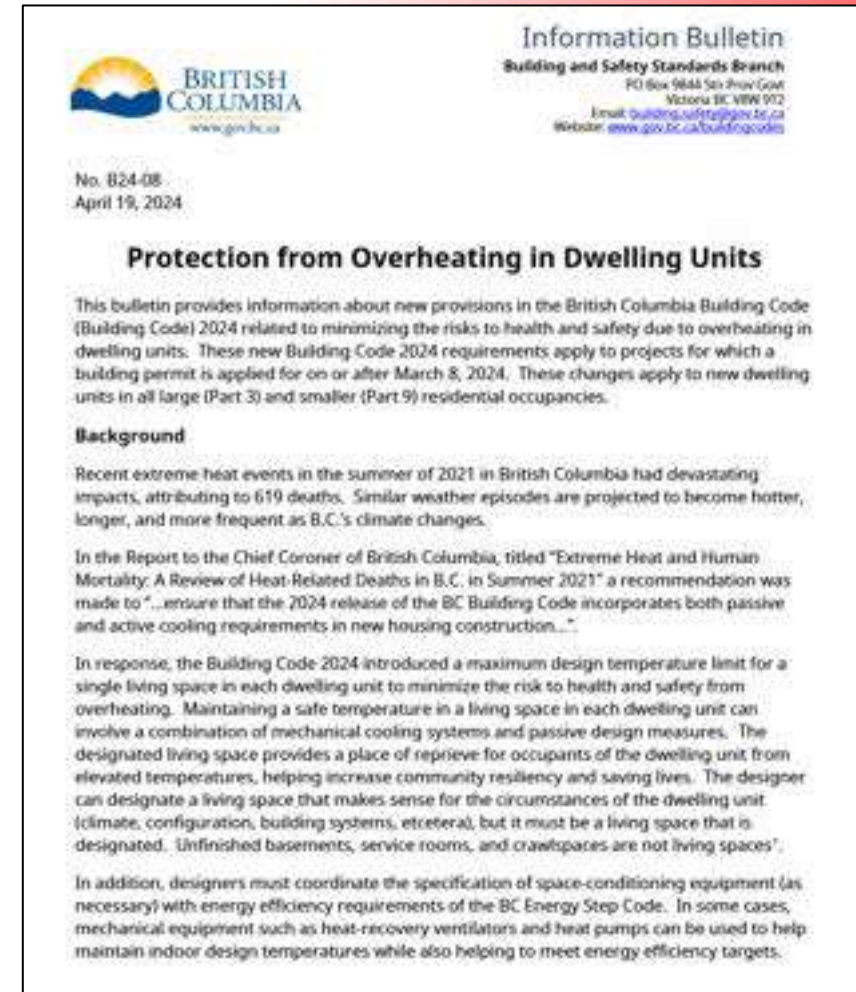 BRITISH
COLUMBIA
www.gov.bc.ca
Information Bulletin
Building and Safety Standards Branch
PO Box 9844 Stn Prov Govt
Victoria BC V8W 9T2
Email: building.safety@gov.bc.ca
Website: www.gov.bc.ca/buildingcodes
No. B24-08
April 19, 2024
Protection from Overheating in Dwelling Units
This bulletin provides information about new provisions in the British Columbia Building Code
(Building Code) 2024 related to minimizing the risks to health and safety due to overheating in
dwelling units. These new Building Code 2024 requirements apply to projects for which a
building permit is applied for on or after March 8, 2024. These changes apply to new dwelling
units in all large (Part 3) and smaller (Part 9) residential occupancies.
Background
Recent extreme heat events in the summer of 2021 in British Columbia had devastating
impacts, attributing to 619 deaths. Similar weather episodes are projected to become hotter,
longer, and more frequent as B.C.'s climate changes.
In the Report to the Chief Coroner of British Columbia, titled "Extreme Heat and Human
Mortality: A Review of Heat-Related Deaths in B.C. in Summer 2021" a recommendation was
made to "...ensure that the 2024 release of the BC Building Code incorporates both passive
and active cooling requirements in new housing construction...".
In response, the Building Code 2024 introduced a maximum design temperature limit for a
single living space in each dwelling unit to minimize the risk to health and safety from
overheating. Maintaining a safe temperature in a living space in each dwelling unit can
involve a combination of mechanical cooling systems and passive design measures. The
designated living space provides a place of reprieve for occupants of the dwelling unit from
elevated temperatures, helping increase community resiliency and saving lives. The designer
can designate a living space that makes sense for the circumstances of the dwelling unit
(climate, configuration, building systems, etcetera), but it must be a living space that is
designated. Unfinished basements, service rooms, and crawlspaces are not living spaces¹.
In addition, designers must coordinate the specification of space-conditioning equipment (as
necessary) with energy efficiency requirements of the BC Energy Step Code. In some cases,
mechanical equipment such as heat-recovery ventilators and heat pumps can be used to help
maintain indoor design temperatures while also helping to meet energy efficiency targets.